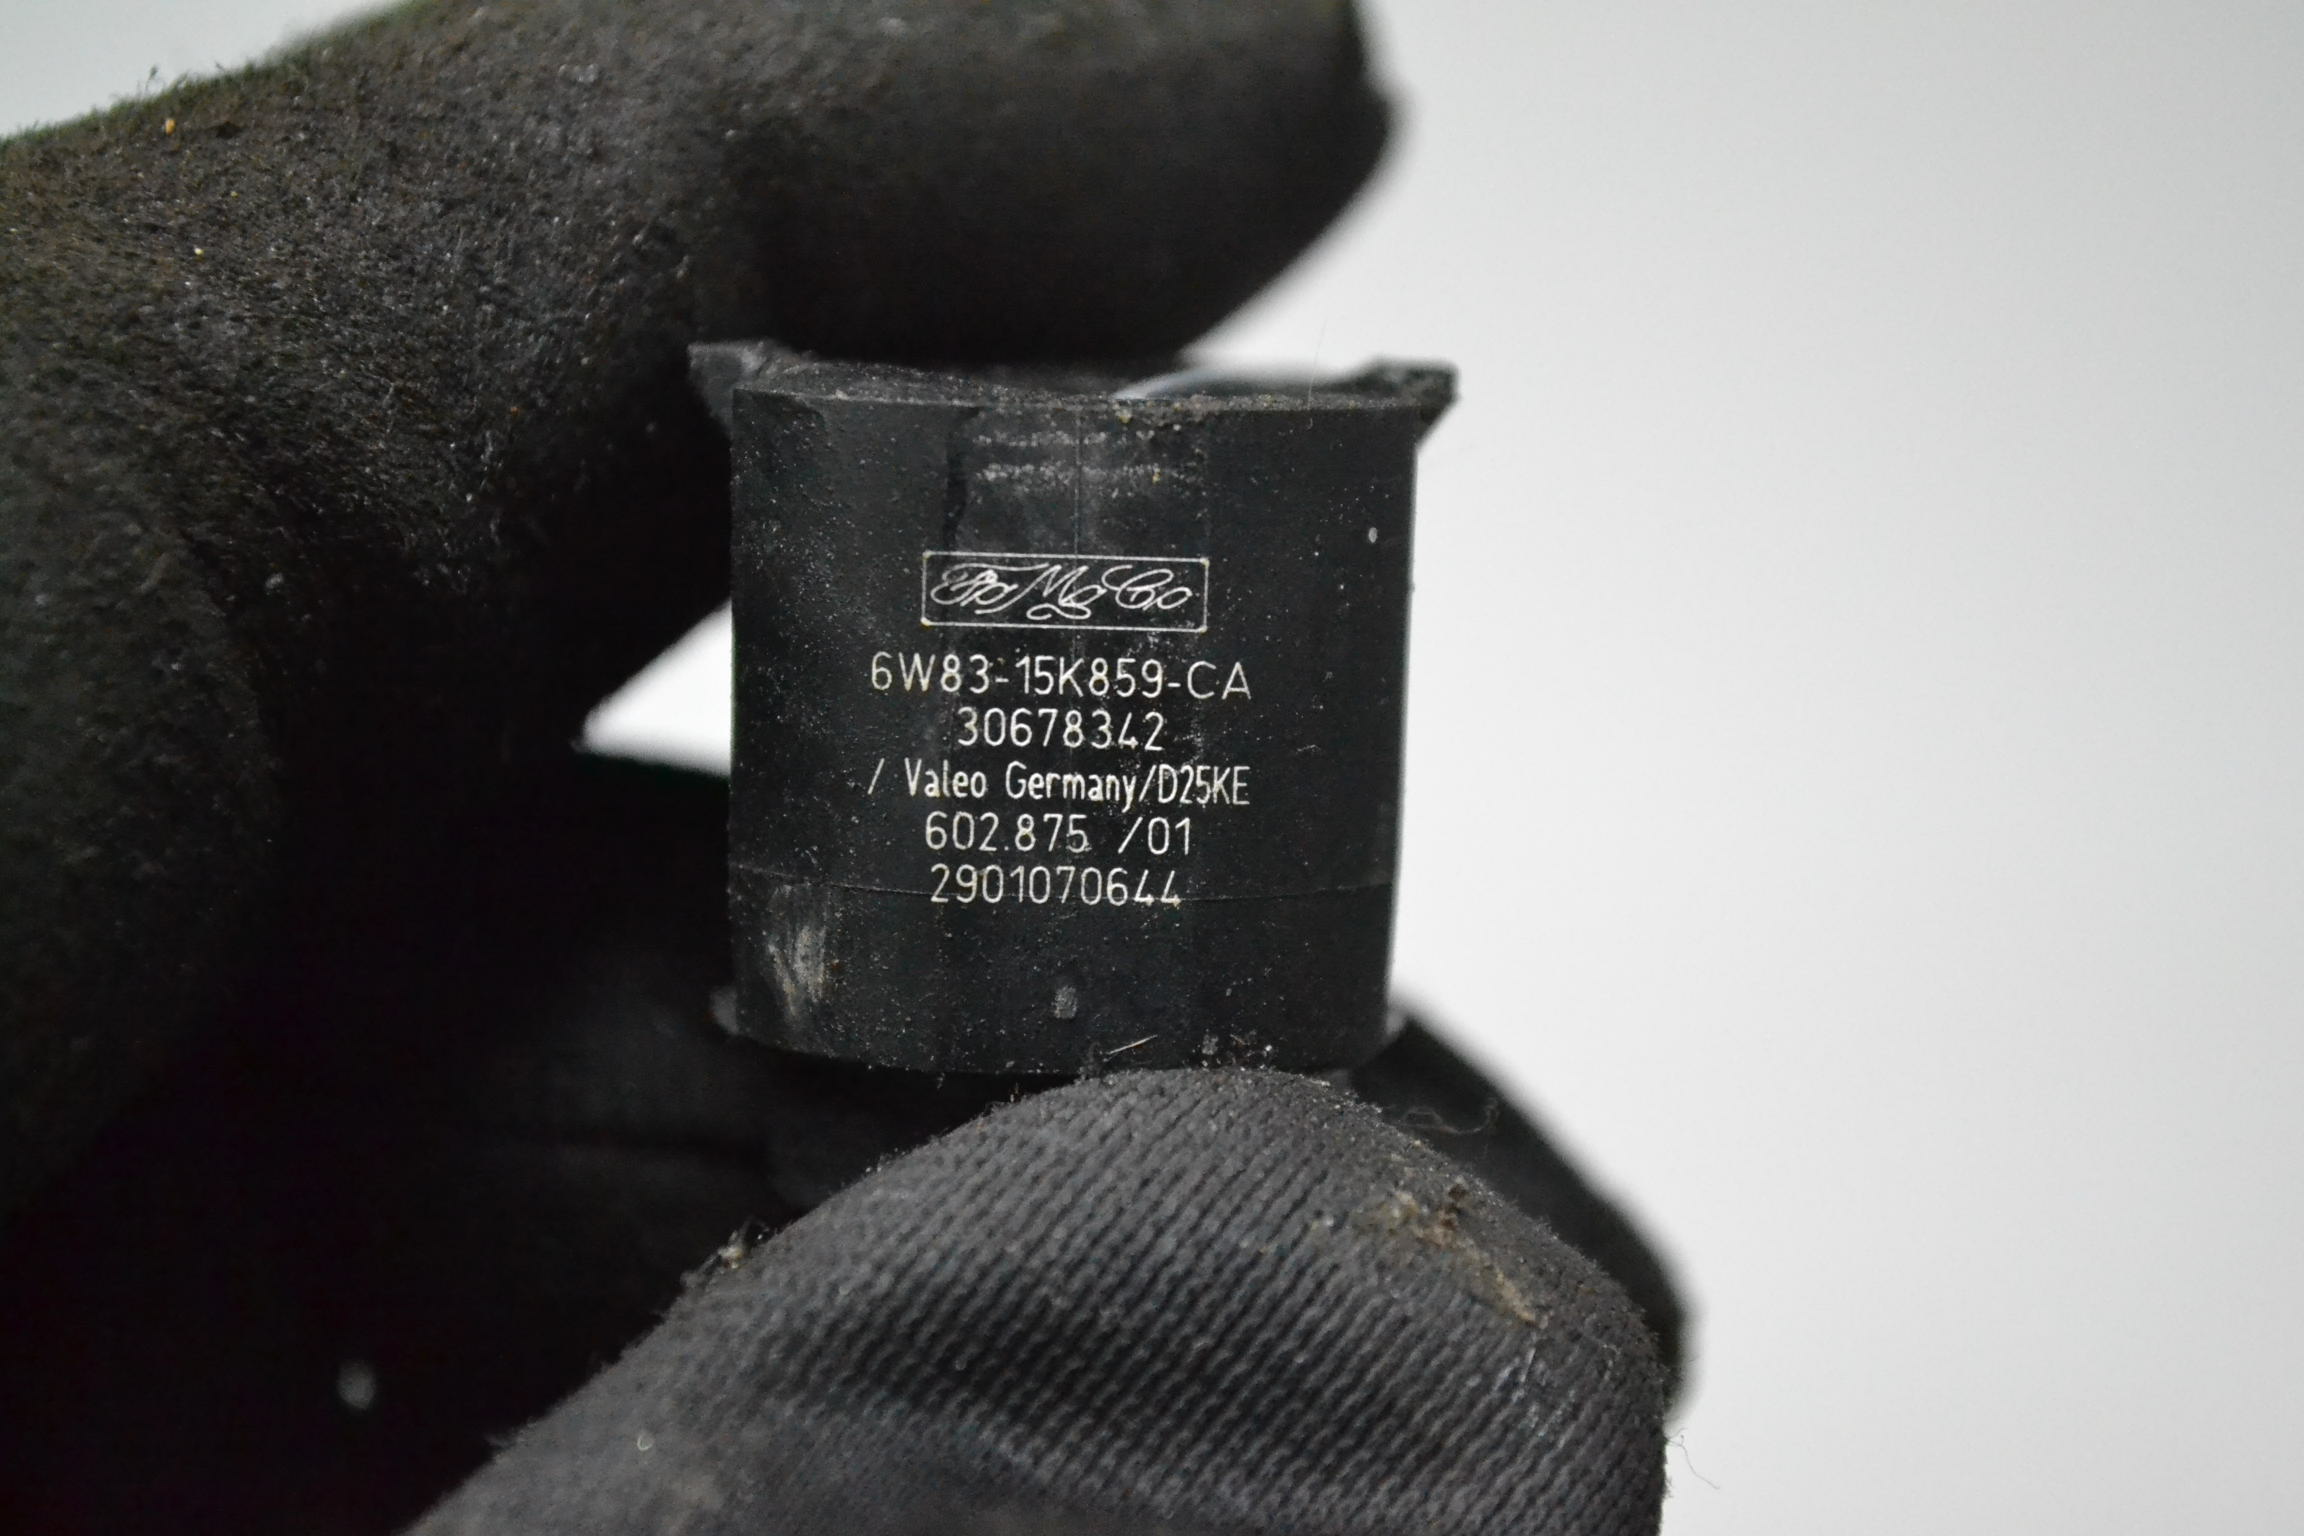 FoMoCo
6W83-15K859-CA
30678342
/ Valeo Germany/D25KE
602.875 /01
2901070644